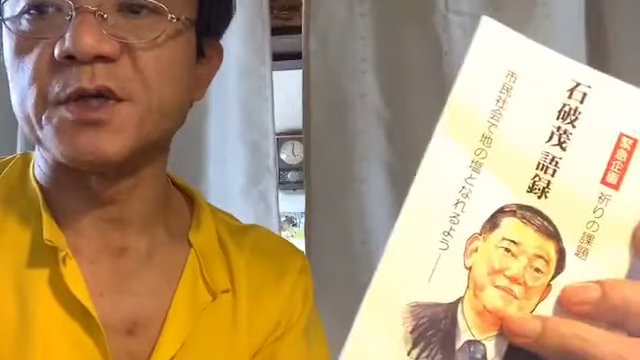 緊急企画
祈りの課題
石破茂語録
市民社会で地の塩となれるよう―